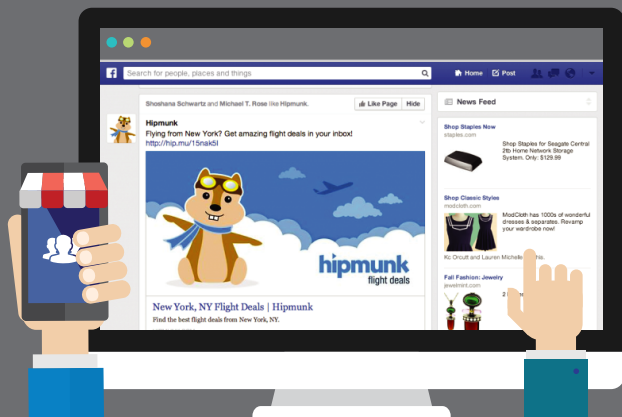 f
Search for people, places and things
Home
Post
Shoshana Schwartz and Michael T. Rose like Hipmunk.
Like Page
Hide
Hipmunk
Flying from New York? Get amazing flight deals in your inbox!
http://hip.mu/15nak5I
hipmunk
flight deals
New York, NY Flight Deals | Hipmunk
Find the best flight deals from New York, NY.
News Feed
Shop Staples Now
staples.com
Shop Staples for Seagate Central
2tb Home Network Storage
System. Only: $129.99
Shop Classic Styles
modcloth.com
ModCloth has 1000s of wonderful
dresses & separates. Revamp
your wardrobe now!
Kc Orcutt and Lauren Michelle
Fall Fashion: Jewelry
jewelmint.com
2